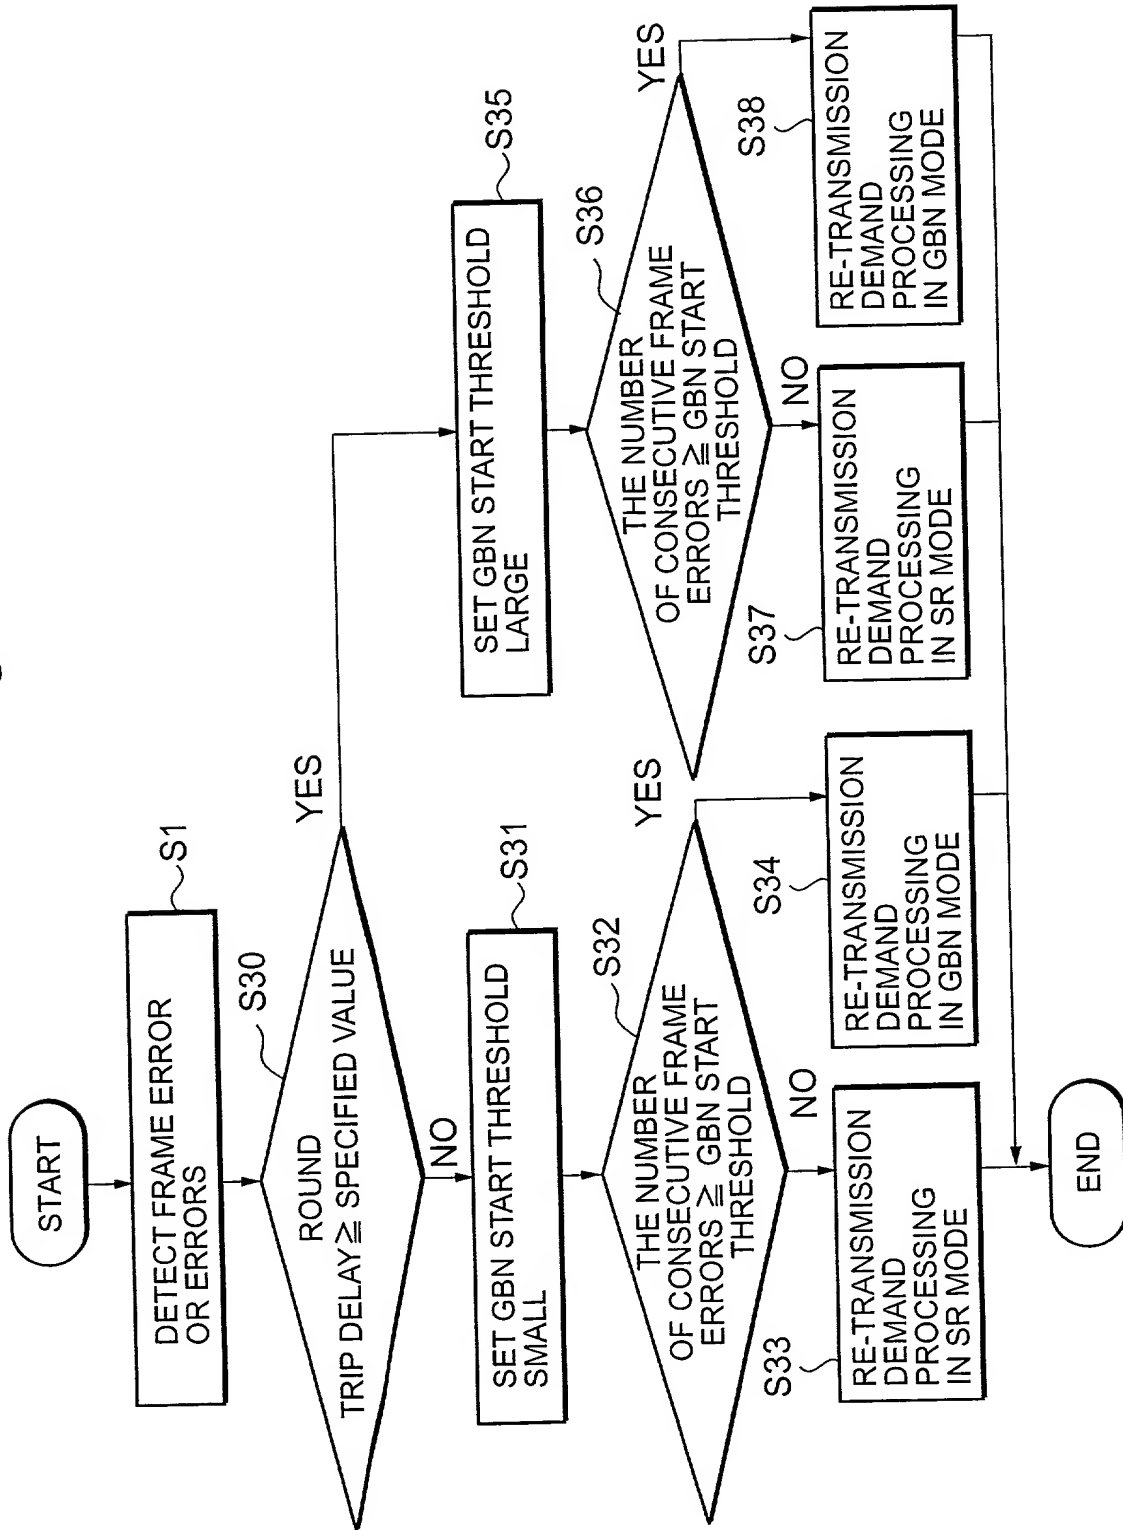 START
DETECT FRAME ERROR
OR ERRORS
S1
ROUND
TRIP DELAY ≧ SPECIFIED VALUE
S30
YES
NO
SET GBN START THRESHOLD
SMALL
S31
SET GBN START THRESHOLD
LARGE
S35
THE NUMBER
OF CONSECUTIVE FRAME
ERRORS ≧ GBN START
THRESHOLD
S32
YES
NO
THE NUMBER
OF CONSECUTIVE FRAME
ERRORS ≧ GBN START
THRESHOLD
S36
YES
NO
S33
RE-TRANSMISSION
DEMAND
PROCESSING
IN SR MODE
S34
RE-TRANSMISSION
DEMAND
PROCESSING
IN GBN MODE
S37
RE-TRANSMISSION
DEMAND
PROCESSING
IN SR MODE
S38
RE-TRANSMISSION
DEMAND
PROCESSING
IN GBN MODE
END